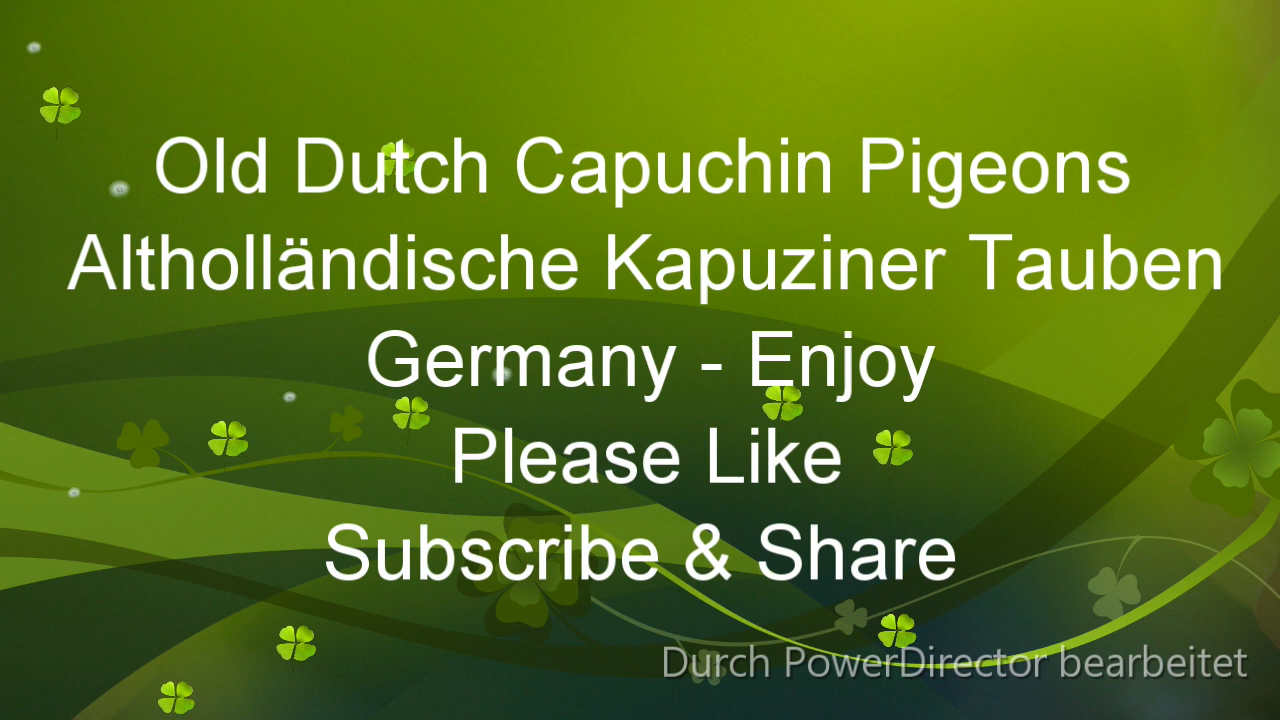 Old Dutch Capuchin Pigeons
Altholländische Kapuziner Tauben
Germany - Enjoy
Please Like
Subscribe & Share
Durch PowerDirector bearbeitet